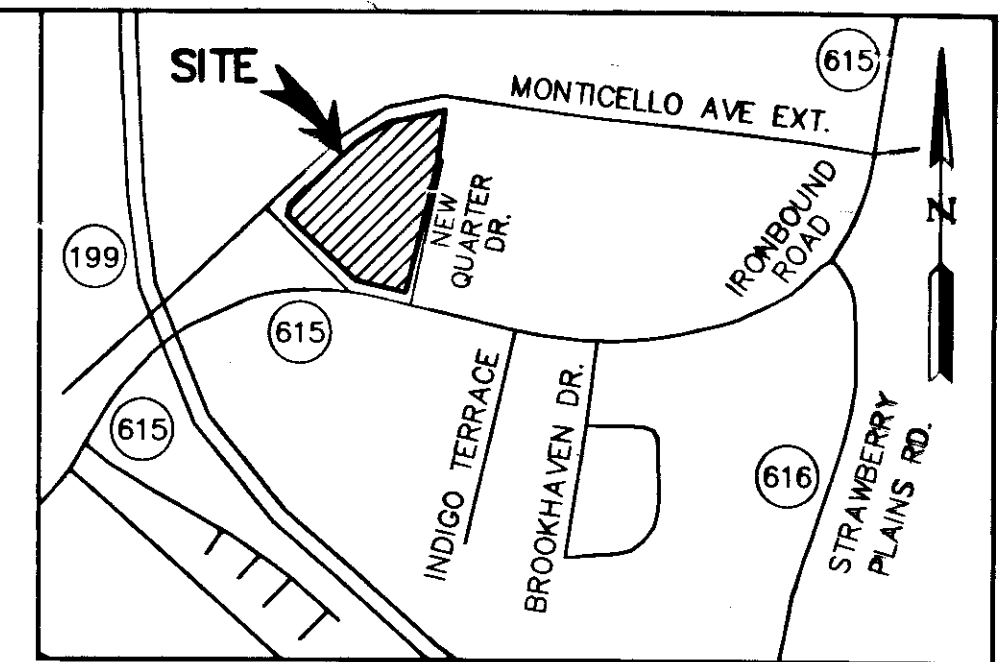 SITE
615
MONTICELLO AVE EXT.
N
IRONBOUND
ROAD
NEW
QUARTER
DR.
199
615
615
INDIGO TERRACE
BROOKHAVEN DR.
616
STRAWBERRY
PLAINS RD.